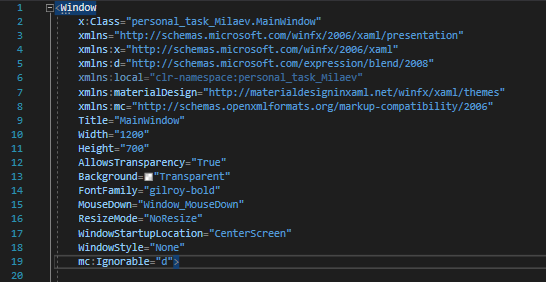 1 <Window
2 x:Class="personal_task_Milaev.MainWindow"
3 xmlns="http://schemas.microsoft.com/winfx/2006/xaml/presentation"
4 xmlns:x="http://schemas.microsoft.com/winfx/2006/xaml"
5 xmlns:d="http://schemas.microsoft.com/expression/blend/2008"
6 xmlns:local="clr-namespace:personal_task_Milaev"
7 xmlns:materialDesign="http://materialdesigninxaml.net/winfx/xaml/themes"
8 xmlns:mc="http://schemas.openxmlformats.org/markup-compatibility/2006"
9 Title="MainWindow"
10 Width="1200"
11 Height="700"
12 AllowsTransparency="True"
13 Background="Transparent"
14 FontFamily="gilroy-bold"
15 MouseDown="Window_MouseDown"
16 ResizeMode="NoResize"
17 WindowStartupLocation="CenterScreen"
18 WindowStyle="None"
19 mc:Ignorable="d">
20